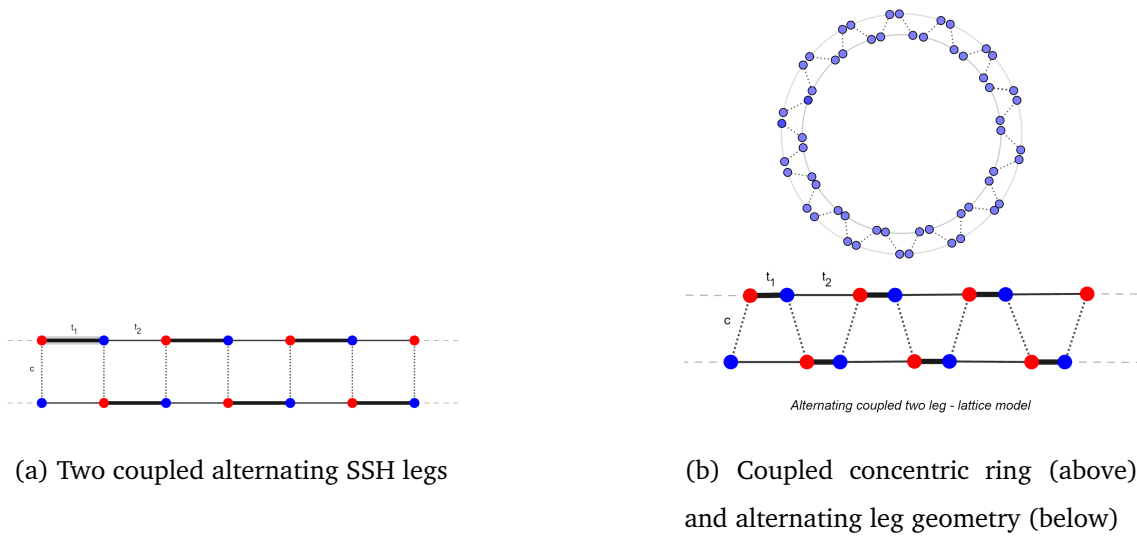 t1
t2
c
(a) Two coupled alternating SSH legs
t1
t2
c
Alternating coupled two leg - lattice model
(b) Coupled concentric ring (above)
and alternating leg geometry (below)